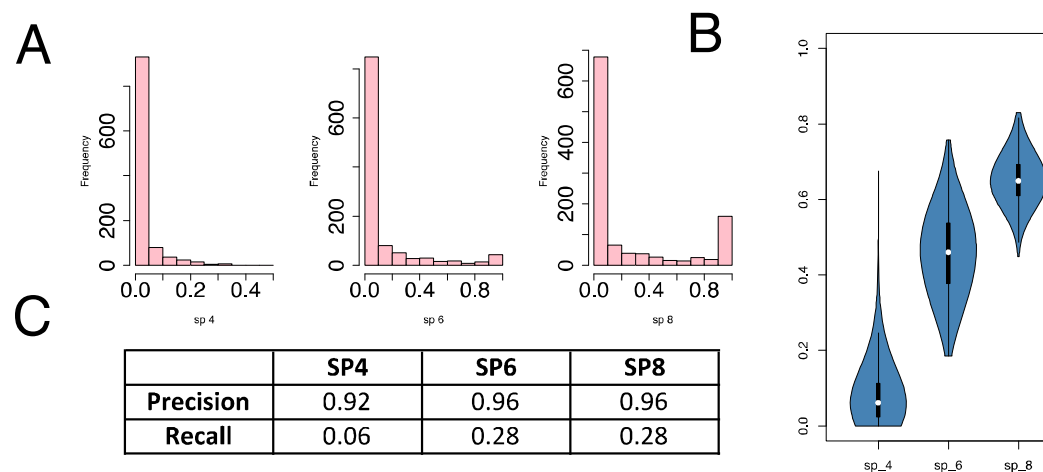 A
Frequency
0 200 600
0.0 0.4
sp 4
Frequency
0 200 600
0.0 0.4 0.8
sp 6
Frequency
0 200 400 600
0.0 0.4 0.8
sp 8
B
0.0 0.2 0.4 0.6 0.8 1.0
sp_4 sp_6 sp_8
C
SP4 SP6 SP8
Precision 0.92 0.96 0.96
Recall 0.06 0.28 0.28